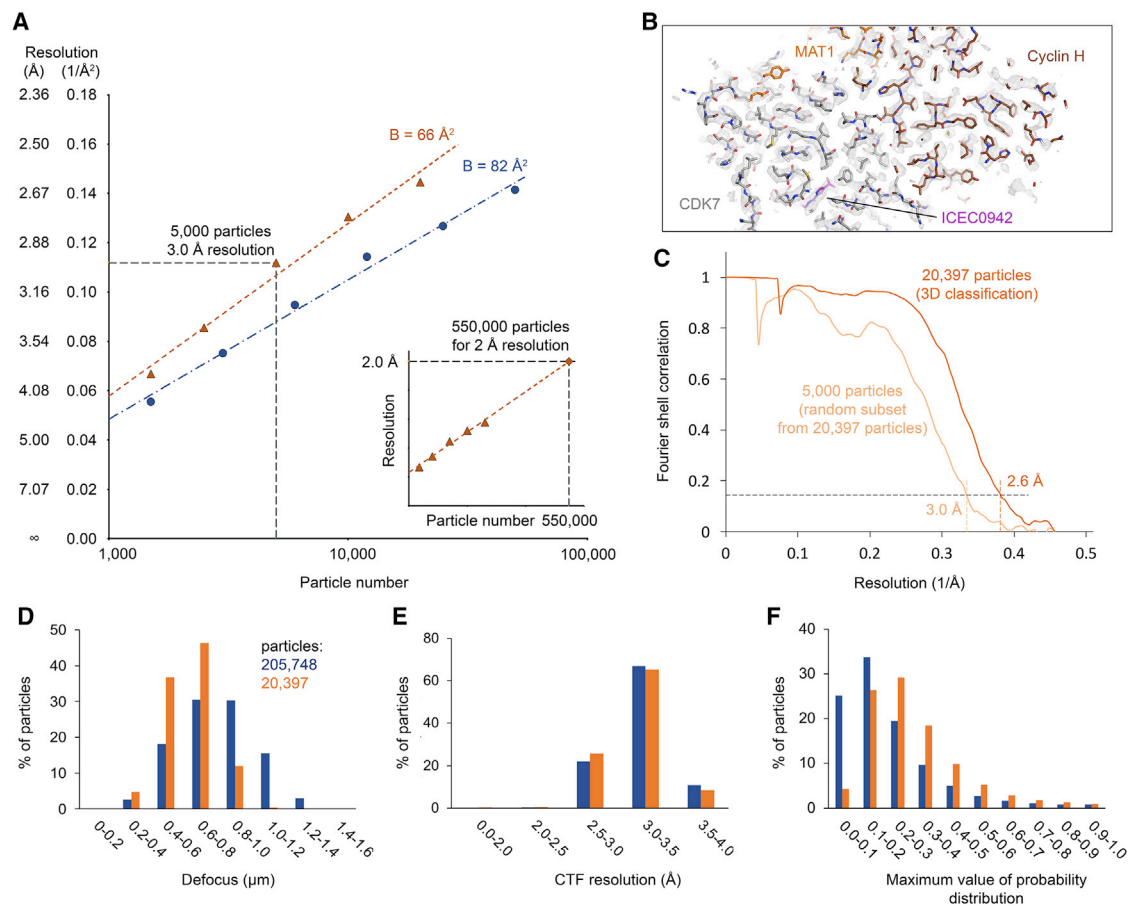 A
Resolution
(Å) (1/Å²)
2.36 0.18
0.16
2.50
0.14
2.67
0.12
2.88
0.10
3.16
0.08
3.54
0.06
4.08
0.04
5.00
0.02
7.07
0.00
∞
B = 66 Å²
B = 82 Å²
5,000 particles
3.0 Å resolution
550,000 particles
for 2 Å resolution
2.0 Å
Resolution
Particle number 550,000
1,000 10,000 100,000
Particle number
B
MAT1
Cyclin H
CDK7
ICEC0942
C
1
0.8
0.6
0.4
0.2
0
Fourier shell correlation
20,397 particles
(3D classification)
5,000 particles
(random subset
from 20,397 particles)
2.6 Å
3.0 Å
0 0.1 0.2 0.3 0.4 0.5
Resolution (1/Å)
D
50
40
30
20
10
0
% of particles
particles:
205,748
20,397
0-0.2
0.2-0.4
0.4-0.6
0.6-0.8
0.8-1.0
1.0-1.2
1.2-1.4
1.4-1.6
Defocus (µm)
E
80
60
40
20
0
% of particles
0.0-2.0
2.0-2.5
2.5-3.0
3.0-3.5
3.5-4.0
CTF resolution (Å)
F
40
30
20
10
0
% of particles
0.0-0.1
0.1-0.2
0.2-0.3
0.3-0.4
0.4-0.5
0.5-0.6
0.6-0.7
0.7-0.8
0.8-0.9
0.9-1.0
Maximum value of probability
distribution